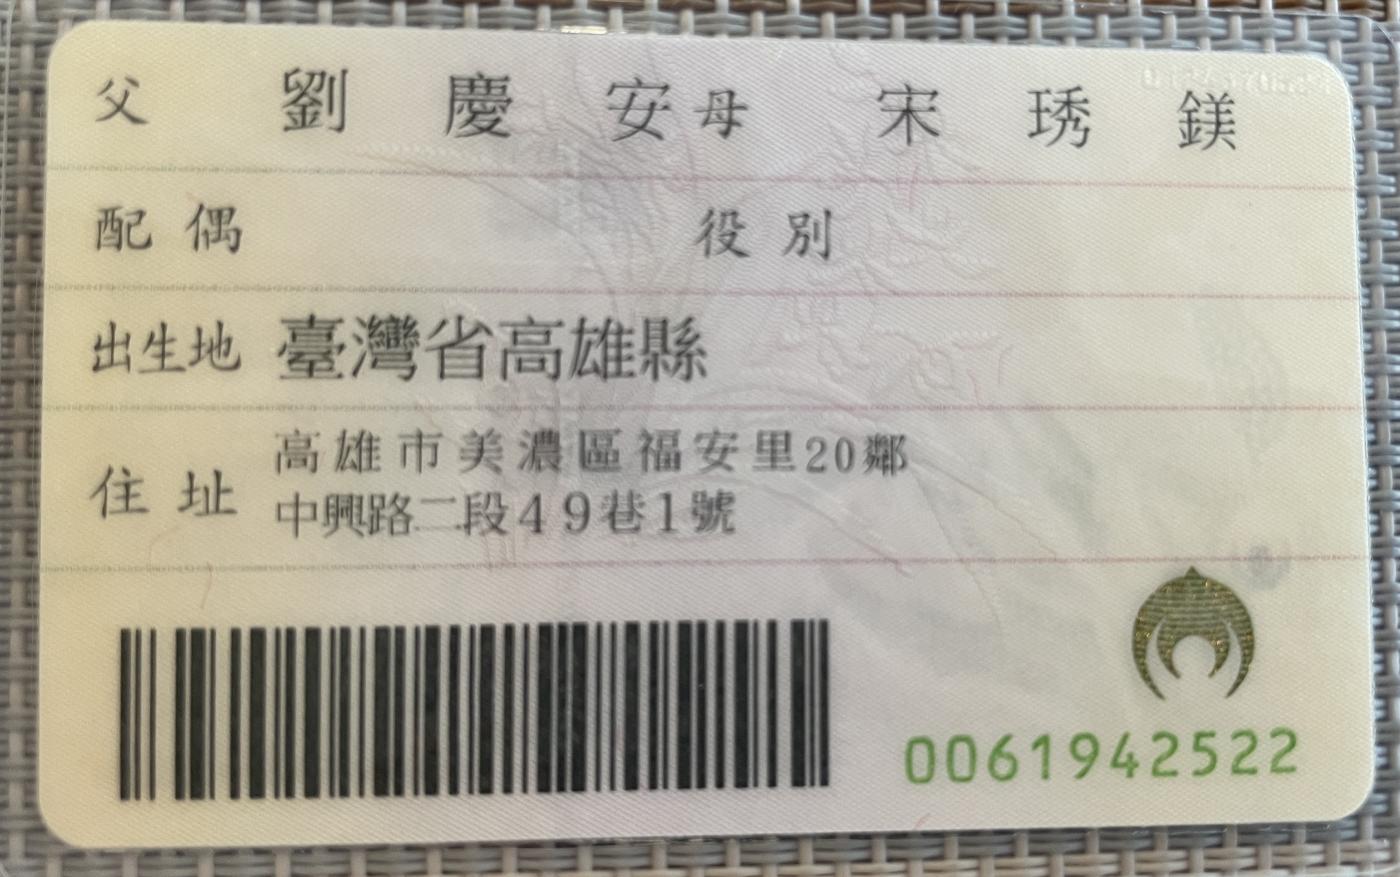 父 劉慶安 母 宋琇鎂
配偶 役別
出生地 臺灣省高雄縣
住址 高雄市美濃區福安里20鄰
中興路二段49巷1號
0061942522